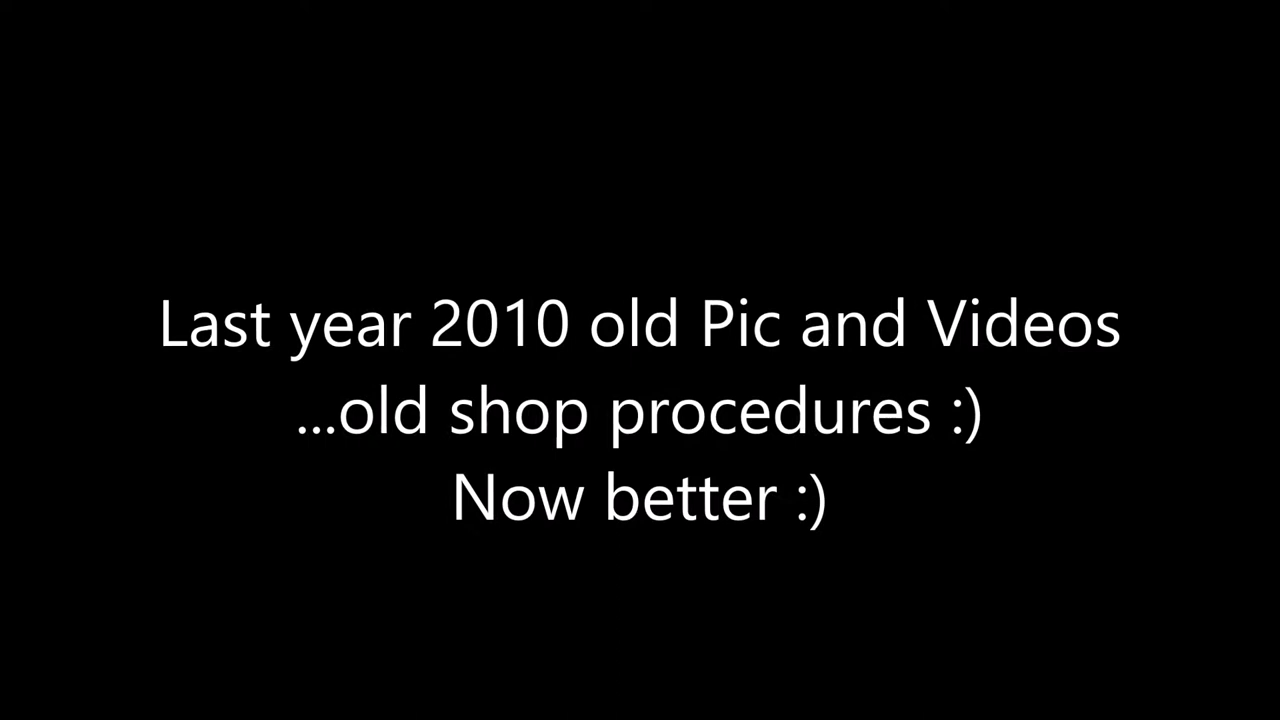 Last year 2010 old Pic and Videos
...old shop procedures :)
Now better :)